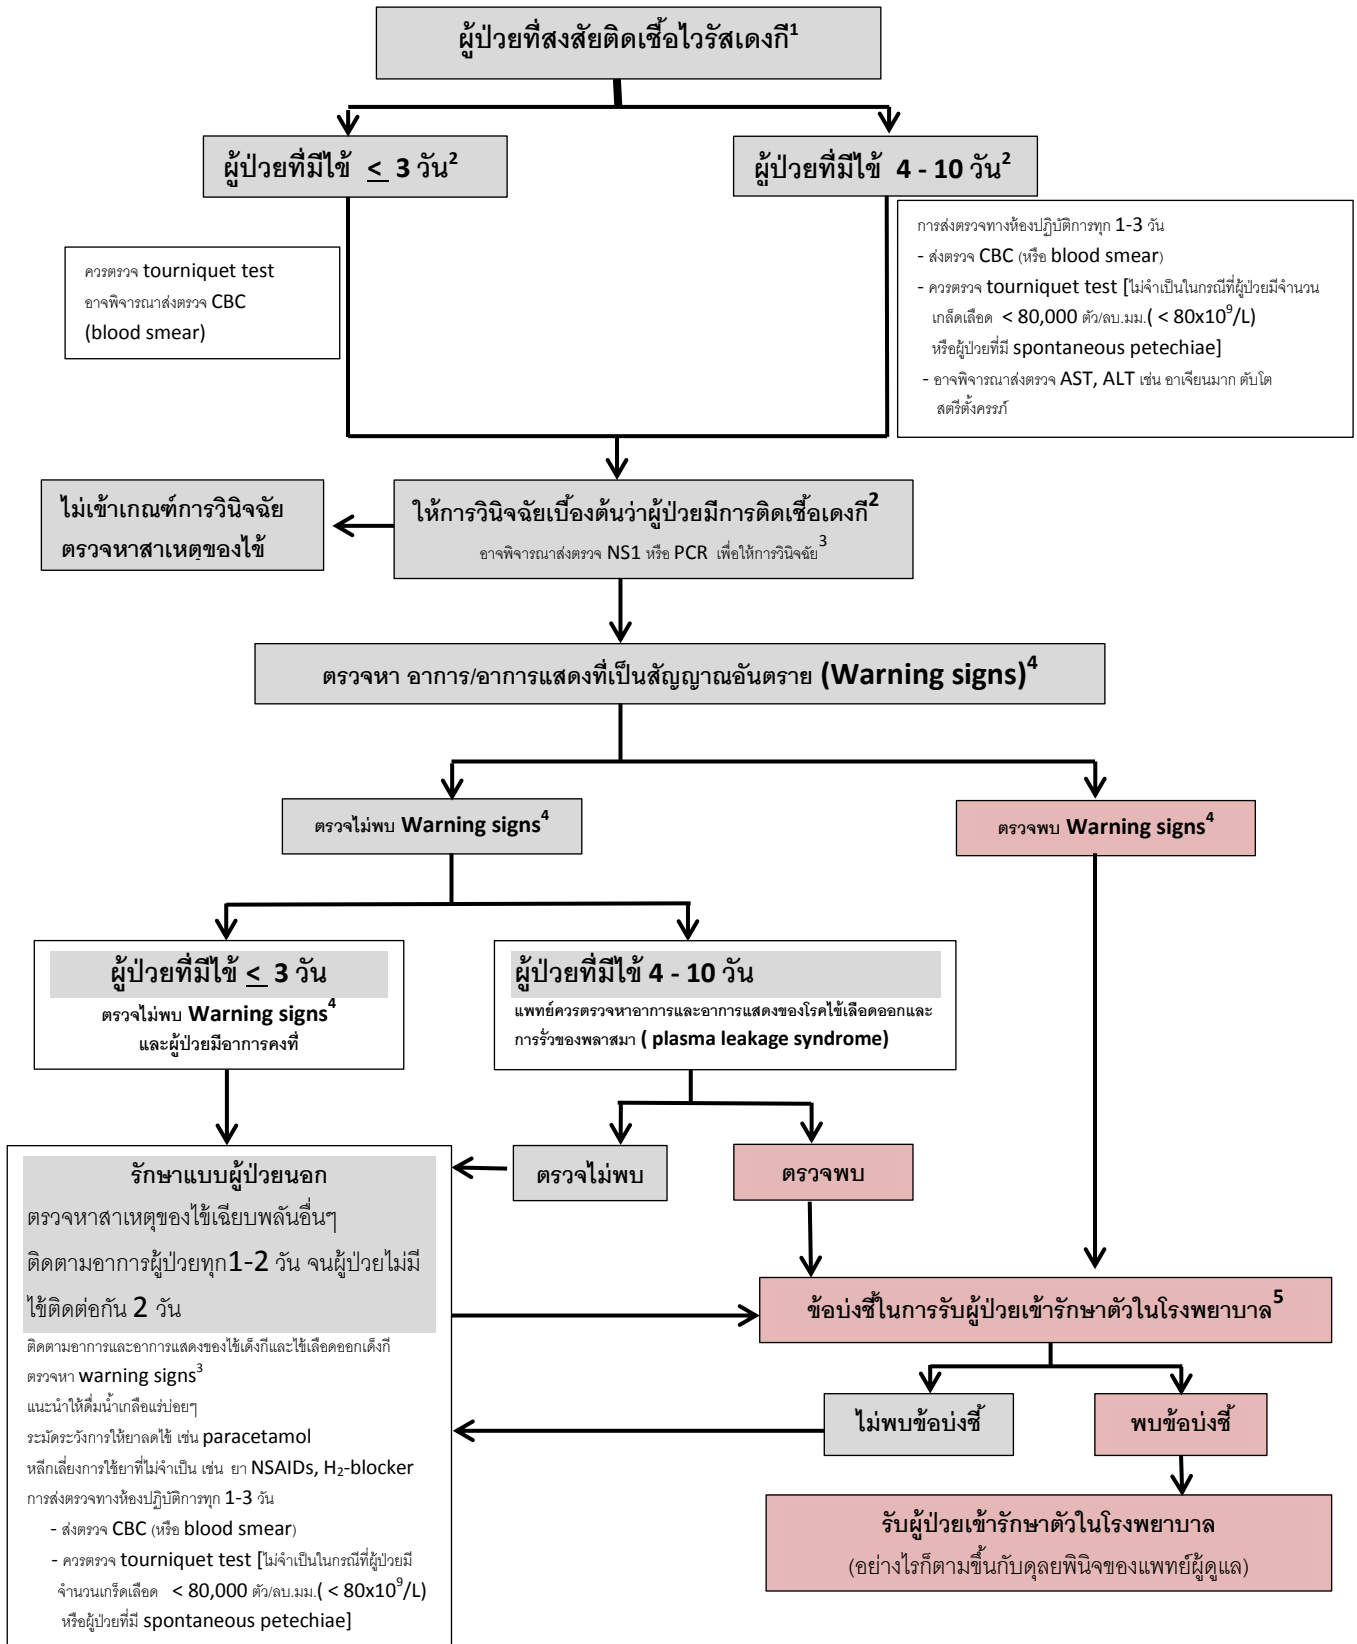 ผู้ป่วยที่สงสัยติดเชื้อไวรัสเดงกี¹
ผู้ป่วยที่มีไข้ < 3 วัน²
ผู้ป่วยที่มีไข้ 4 - 10 วัน²
ควรตรวจ tourniquet test
อาจพิจารณาส่งตรวจ CBC
(blood smear)
การส่งตรวจทางห้องปฏิบัติการทุก 1-3 วัน
- ส่งตรวจ CBC (หรือ blood smear)
- ควรตรวจ tourniquet test [ไม่จำเป็นในกรณีที่ผู้ป่วยมีจำนวน
เกล็ดเลือด < 80,000 ตัว/ลบ.มม.( < 80x10⁹/L)
หรือผู้ป่วยที่มี spontaneous petechiae]
- อาจพิจารณาส่งตรวจ AST, ALT เช่น อาเจียนมาก ตับโต
สตรีตั้งครรภ์
ไม่เข้าเกณฑ์การวินิจฉัย
ตรวจหาสาเหตุของไข้
ให้การวินิจฉัยเบื้องต้นว่าผู้ป่วยมีการติดเชื้อเดงกี²
อาจพิจารณาส่งตรวจ NS1 หรือ PCR เพื่อให้การวินิจฉัย³
ตรวจหา อาการ/อาการแสดงที่เป็นสัญญาณอันตราย (Warning signs)⁴
ตรวจไม่พบ Warning signs⁴
ตรวจพบ Warning signs⁴
ผู้ป่วยที่มีไข้ < 3 วัน
ตรวจไม่พบ Warning signs⁴
และผู้ป่วยมีอาการคงที่
ผู้ป่วยที่มีไข้ 4 - 10 วัน
แพทย์ควรตรวจหาอาการและอาการแสดงของโรคไข้เลือดออกและ
การรั่วของพลาสมา ( plasma leakage syndrome)
ตรวจไม่พบ
ตรวจพบ
รักษาแบบผู้ป่วยนอก
ตรวจหาสาเหตุของไข้เฉียบพลันอื่นๆ
ติดตามอาการผู้ป่วยทุก1-2 วัน จนผู้ป่วยไม่มี
ไข้ติดต่อกัน 2 วัน
ติดตามอาการและอาการแสดงของไข้เด็งกีและไข้เลือดออกเด็งกี
ตรวจหา warning signs³
แนะนำให้ดื่มน้ำเกลือแร่บ่อยๆ
ระมัดระวังการให้ยาลดไข้ เช่น paracetamol
หลีกเลี่ยงการใช้ยาที่ไม่จำเป็น เช่น ยา NSAIDs, H₂-blocker
การส่งตรวจทางห้องปฏิบัติการทุก 1-3 วัน
- ส่งตรวจ CBC (หรือ blood smear)
- ควรตรวจ tourniquet test [ไม่จำเป็นในกรณีที่ผู้ป่วยมี
จำนวนเกร็ดเลือด < 80,000 ตัว/ลบ.มม.( < 80x10⁹/L)
หรือผู้ป่วยที่มี spontaneous petechiae]
ข้อบ่งชี้ในการรับผู้ป่วยเข้ารักษาตัวในโรงพยาบาล⁵
ไม่พบข้อบ่งชี้
พบข้อบ่งชี้
รับผู้ป่วยเข้ารักษาตัวในโรงพยาบาล
(อย่างไรก็ตามขึ้นกับดุลยพินิจของแพทย์ผู้ดูแล)